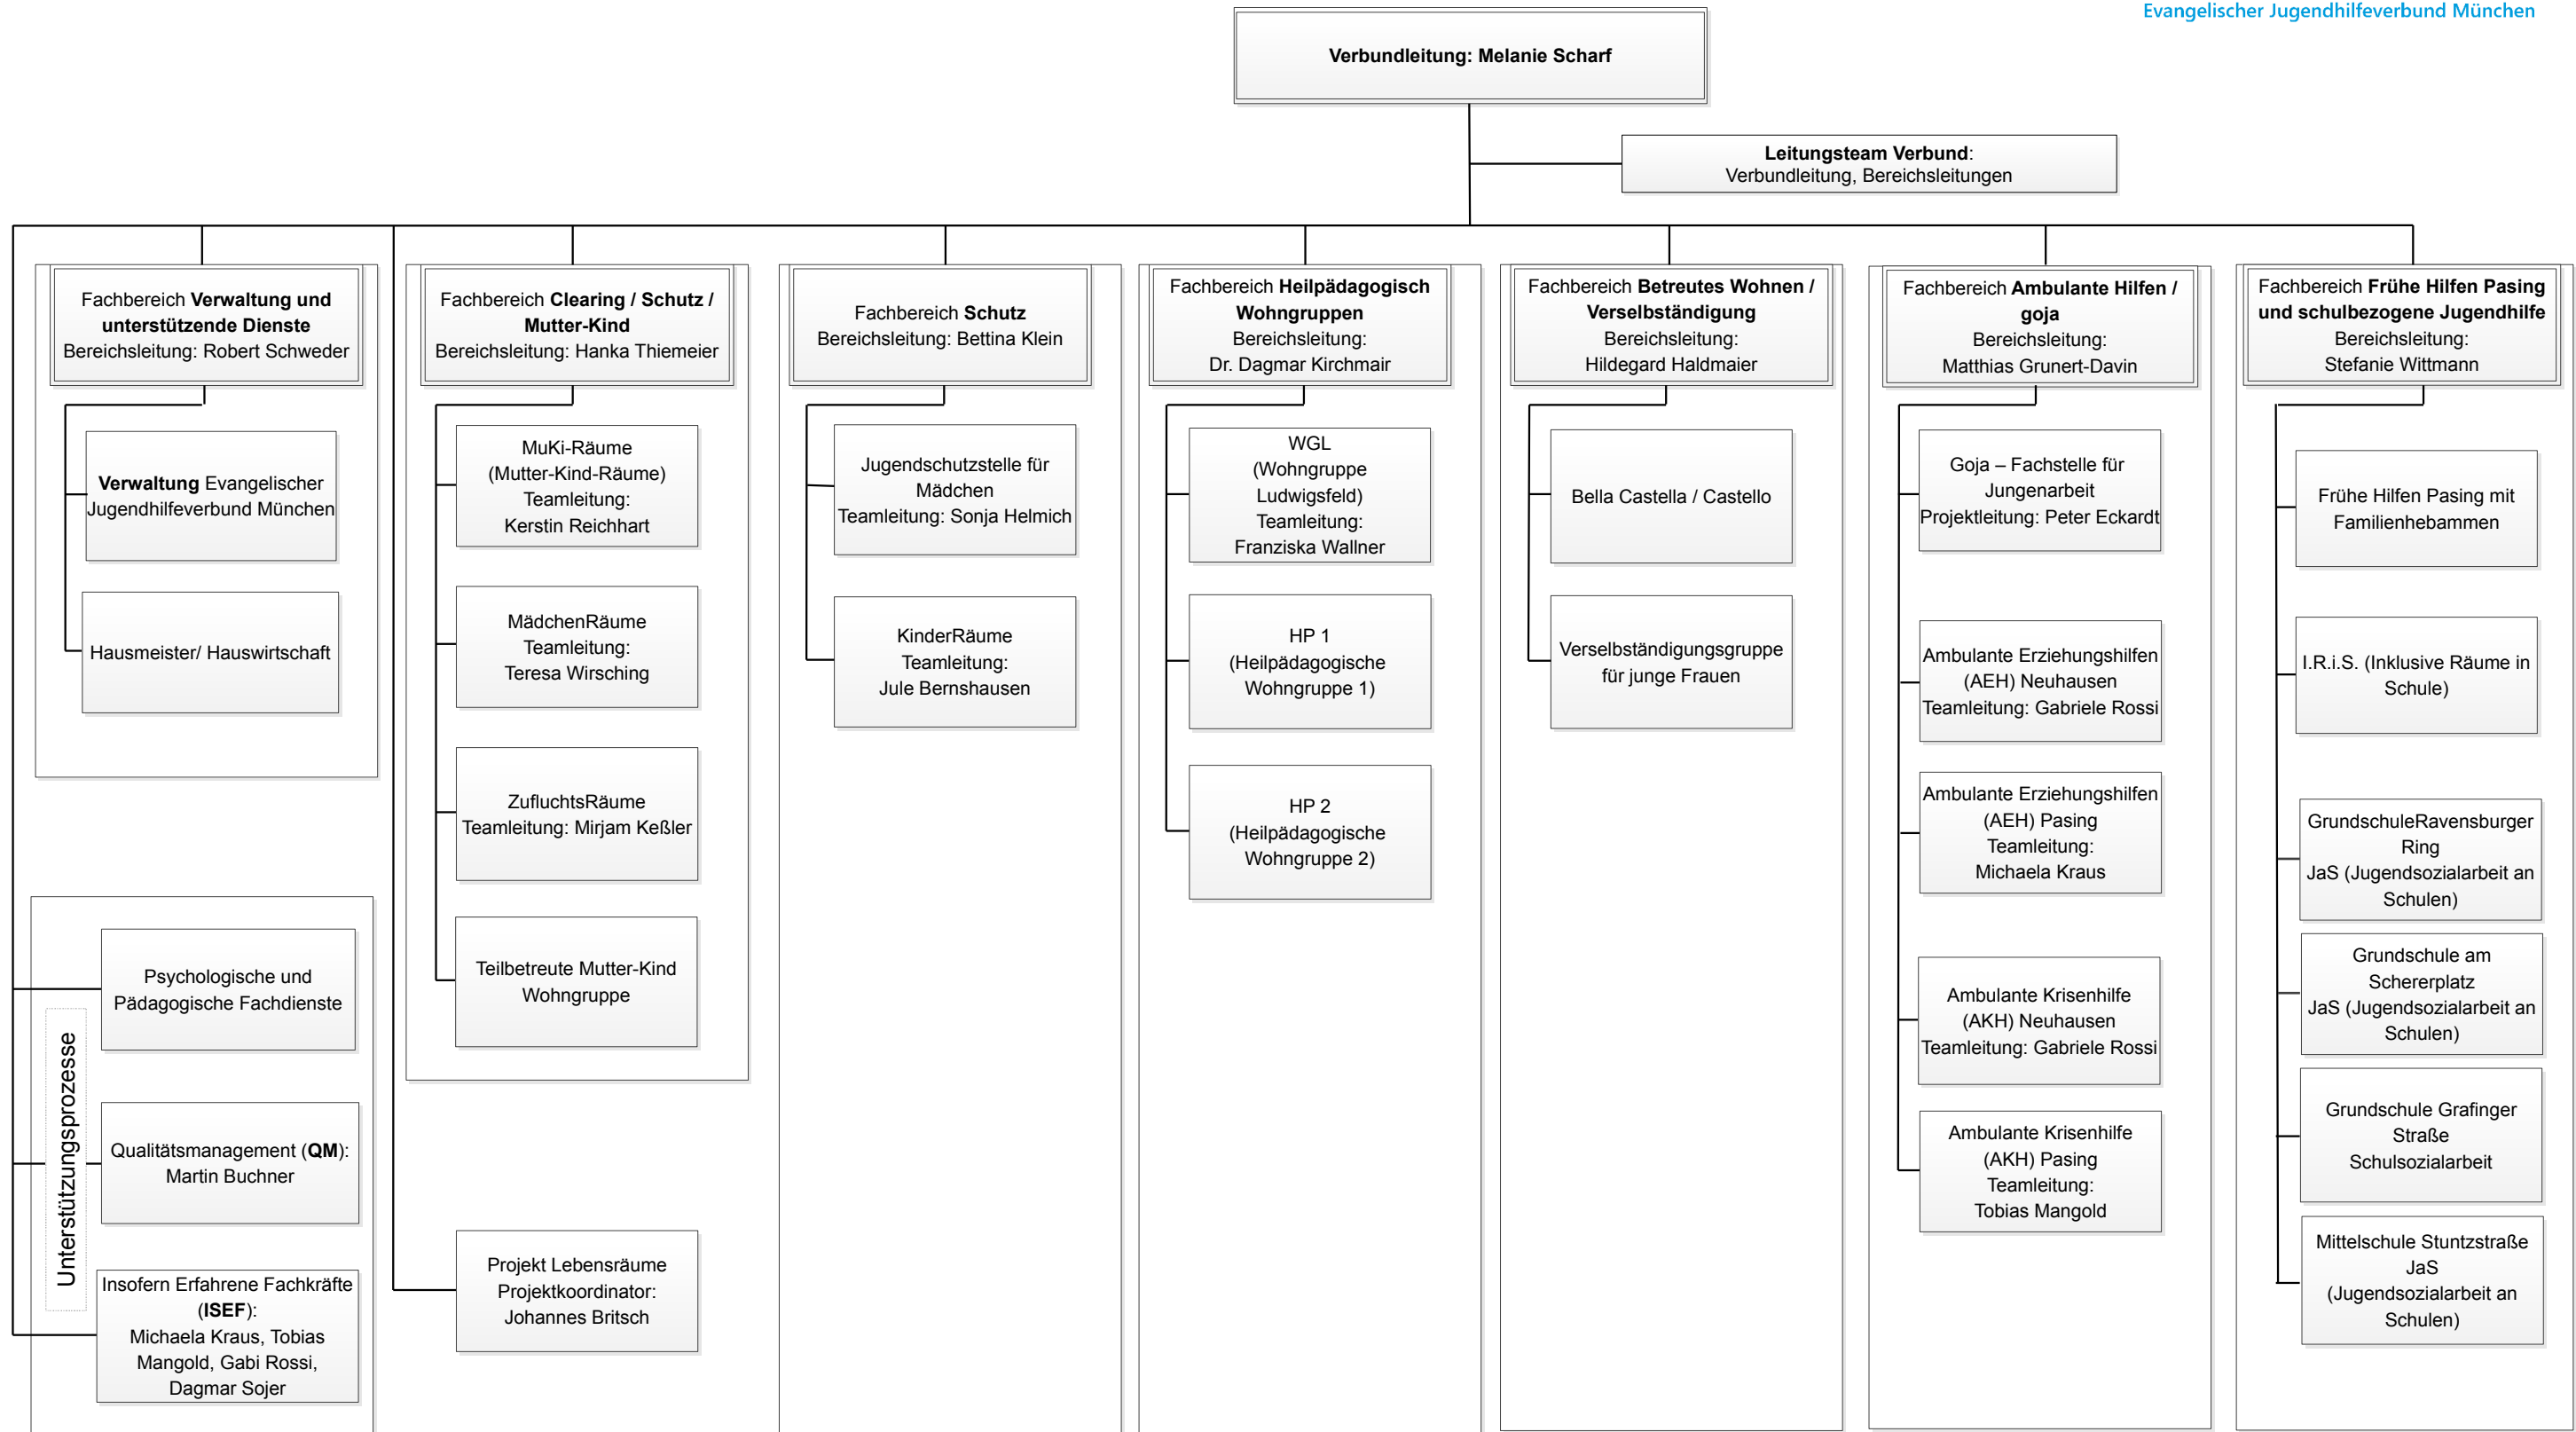 Evangelischer Jugendhilfeverbund München
Verbundleitung: Melanie Scharf
Leitungsteam Verbund:
Verbundleitung, Bereichsleitungen
Fachbereich Verwaltung und
unterstützende Dienste
Bereichsleitung: Robert Schweder
Verwaltung Evangelischer
Jugendhilfeverbund München
Hausmeister/ Hauswirtschaft
Unterstützungsprozesse
Psychologische und
Pädagogische Fachdienste
Qualitätsmanagement (QM):
Martin Buchner
Insofern Erfahrene Fachkräfte
(ISEF):
Michaela Kraus, Tobias
Mangold, Gabi Rossi,
Dagmar Sojer
Fachbereich Clearing / Schutz /
Mutter-Kind
Bereichsleitung: Hanka Thiemeier
MuKi-Räume
(Mutter-Kind-Räume)
Teamleitung:
Kerstin Reichhart
MädchenRäume
Teamleitung:
Teresa Wirsching
ZufluchtsRäume
Teamleitung: Mirjam Keßler
Teilbetreute Mutter-Kind
Wohngruppe
Projekt Lebensräume
Projektkoordinator:
Johannes Britsch
Fachbereich Schutz
Bereichsleitung: Bettina Klein
Jugendschutzstelle für
Mädchen
Teamleitung: Sonja Helmich
KinderRäume
Teamleitung:
Jule Bernshausen
Fachbereich Heilpädagogisch
Wohngruppen
Bereichsleitung:
Dr. Dagmar Kirchmair
WGL
(Wohngruppe
Ludwigsfeld)
Teamleitung:
Franziska Wallner
HP 1
(Heilpädagogische
Wohngruppe 1)
HP 2
(Heilpädagogische
Wohngruppe 2)
Fachbereich Betreutes Wohnen /
Verselbständigung
Bereichsleitung:
Hildegard Haldmaier
Bella Castella / Castello
Verselbständigungsgruppe
für junge Frauen
Fachbereich Ambulante Hilfen /
goja
Bereichsleitung:
Matthias Grunert-Davin
Goja – Fachstelle für
Jungenarbeit
Projektleitung: Peter Eckardt
Ambulante Erziehungshilfen
(AEH) Neuhausen
Teamleitung: Gabriele Rossi
Ambulante Erziehungshilfen
(AEH) Pasing
Teamleitung:
Michaela Kraus
Ambulante Krisenhilfe
(AKH) Neuhausen
Teamleitung: Gabriele Rossi
Ambulante Krisenhilfe
(AKH) Pasing
Teamleitung:
Tobias Mangold
Fachbereich Frühe Hilfen Pasing
und schulbezogene Jugendhilfe
Bereichsleitung:
Stefanie Wittmann
Frühe Hilfen Pasing mit
Familienhebammen
I.R.i.S. (Inklusive Räume in
Schule)
GrundschuleRavensburger
Ring
JaS (Jugendsozialarbeit an
Schulen)
Grundschule am
Schererplatz
JaS (Jugendsozialarbeit an
Schulen)
Grundschule Grafinger
Straße
Schulsozialarbeit
Mittelschule Stuntzstraße
JaS
(Jugendsozialarbeit an
Schulen)